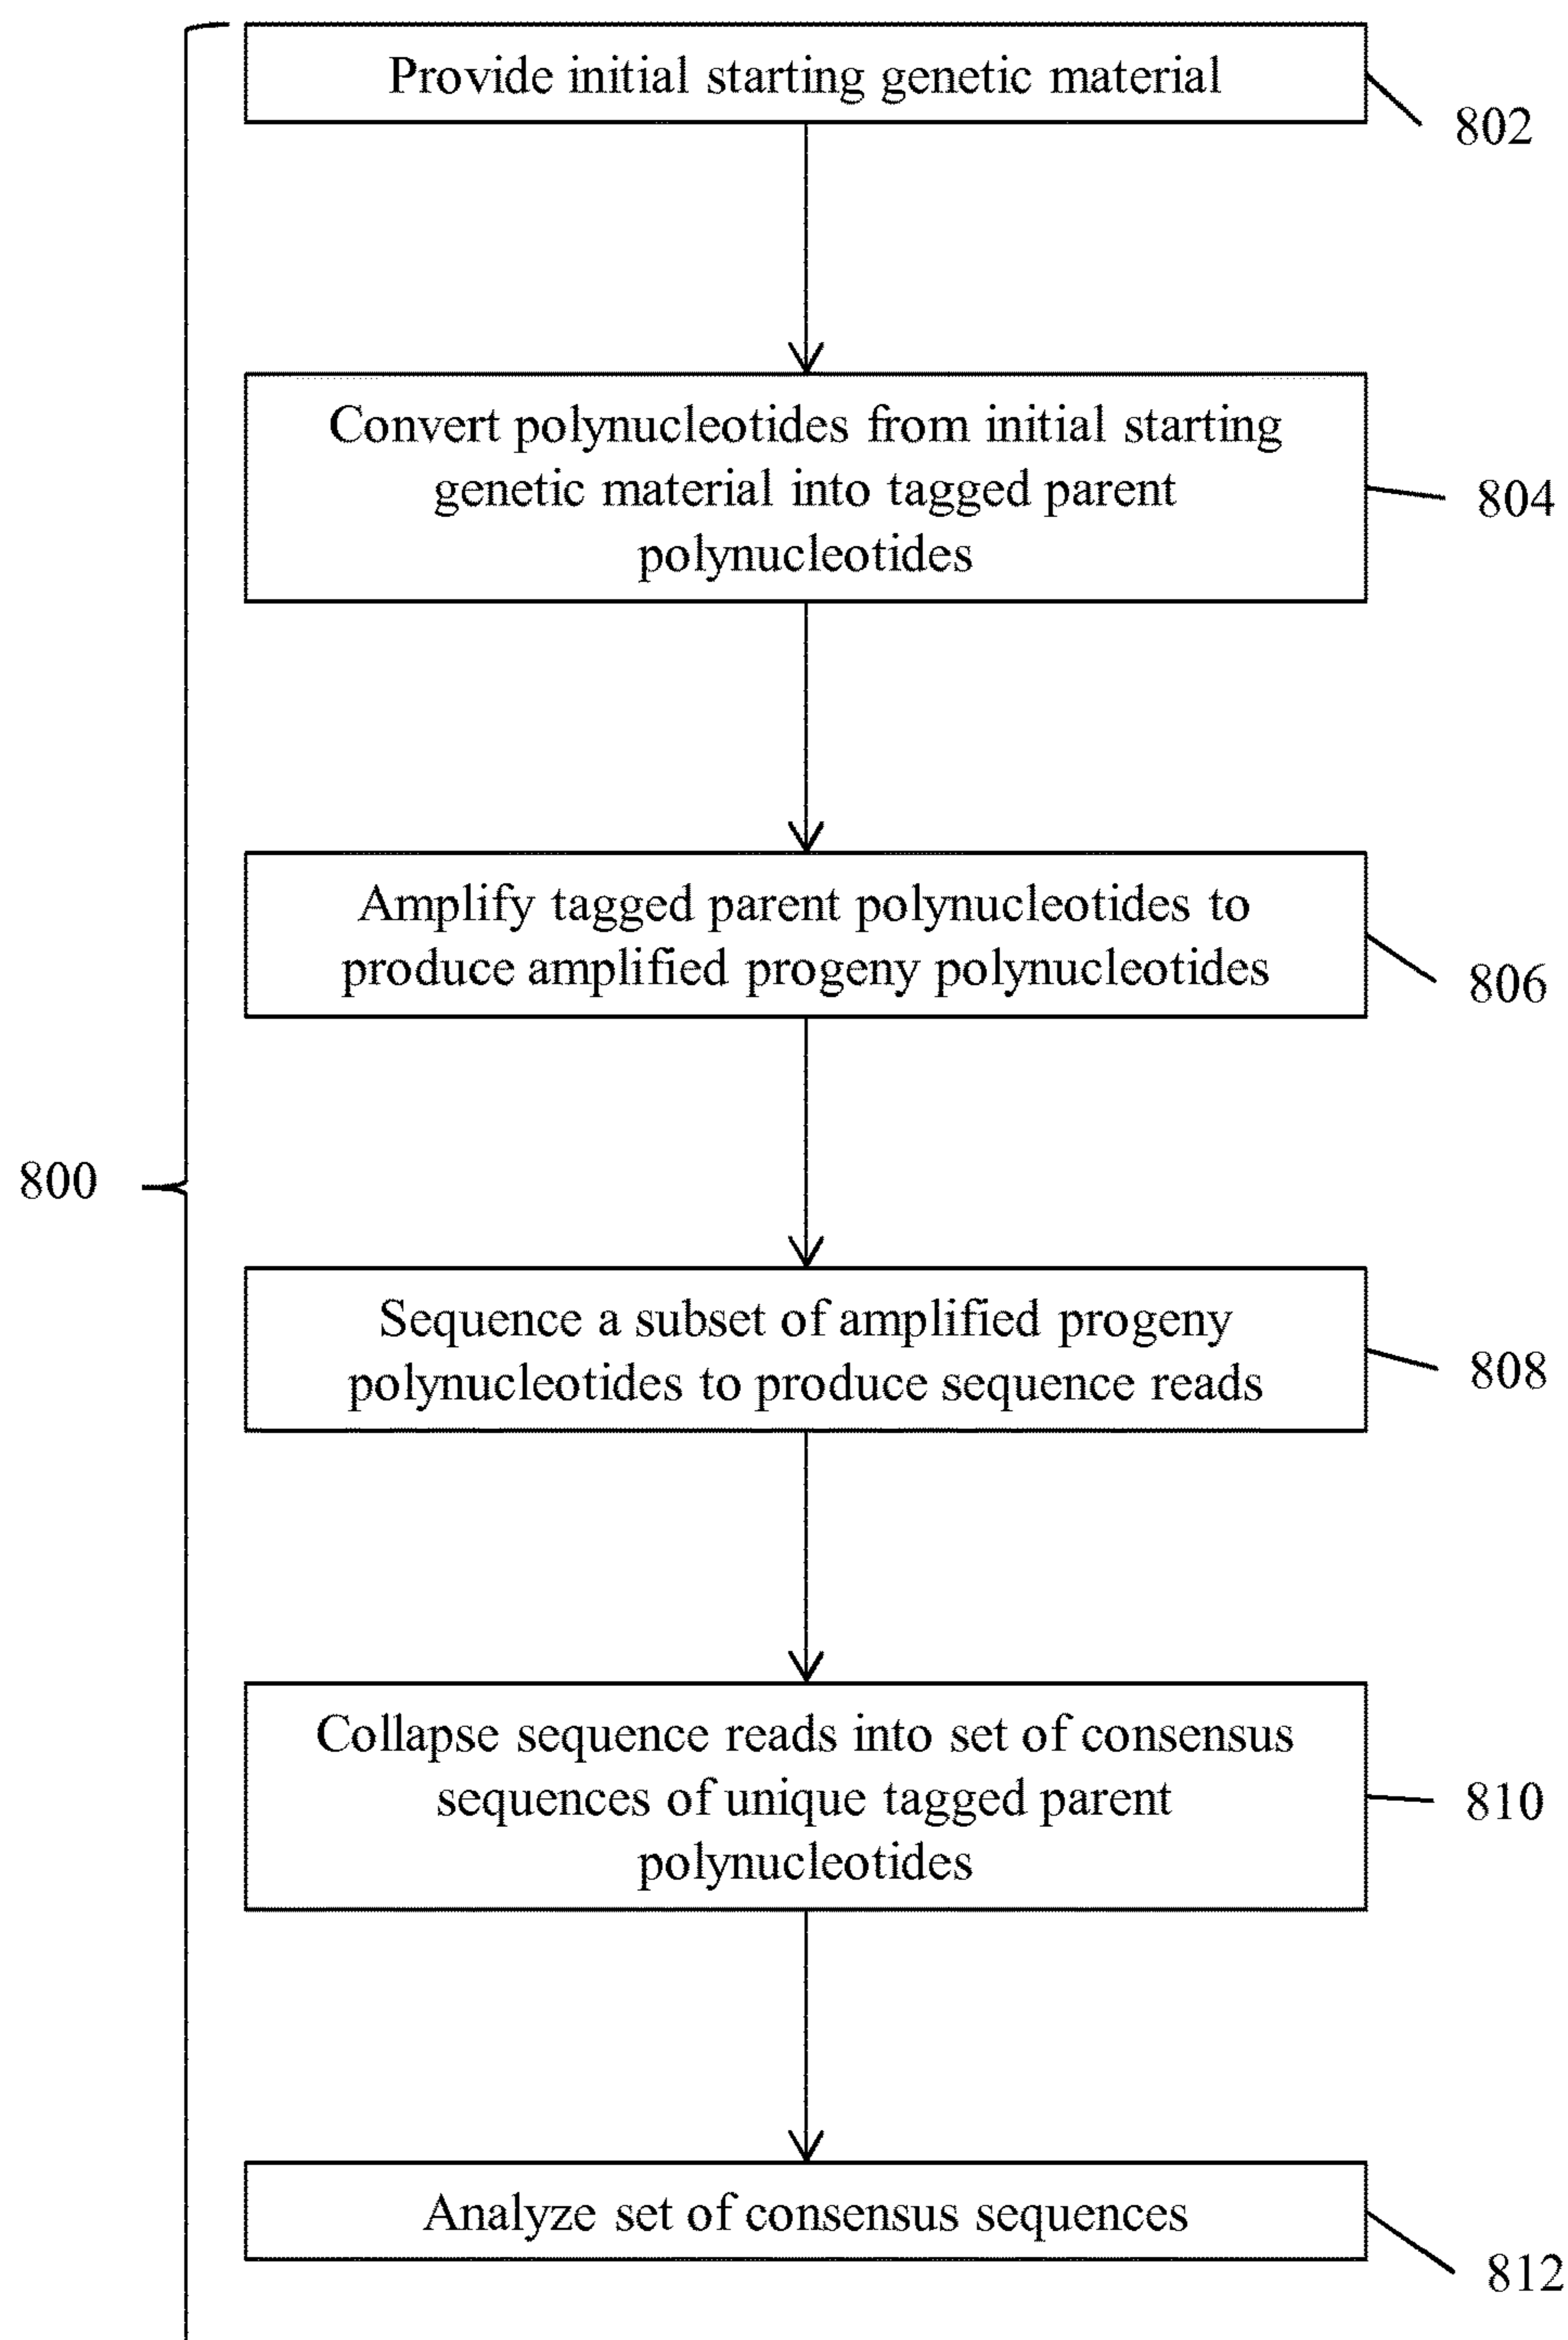 Provide initial starting genetic material
802
Convert polynucleotides from initial starting
genetic material into tagged parent
polynucleotides
804
Amplify tagged parent polynucleotides to
produce amplified progeny polynucleotides
806
800
Sequence a subset of amplified progeny
polynucleotides to produce sequence reads
808
Collapse sequence reads into set of consensus
sequences of unique tagged parent
polynucleotides
810
Analyze set of consensus sequences
812